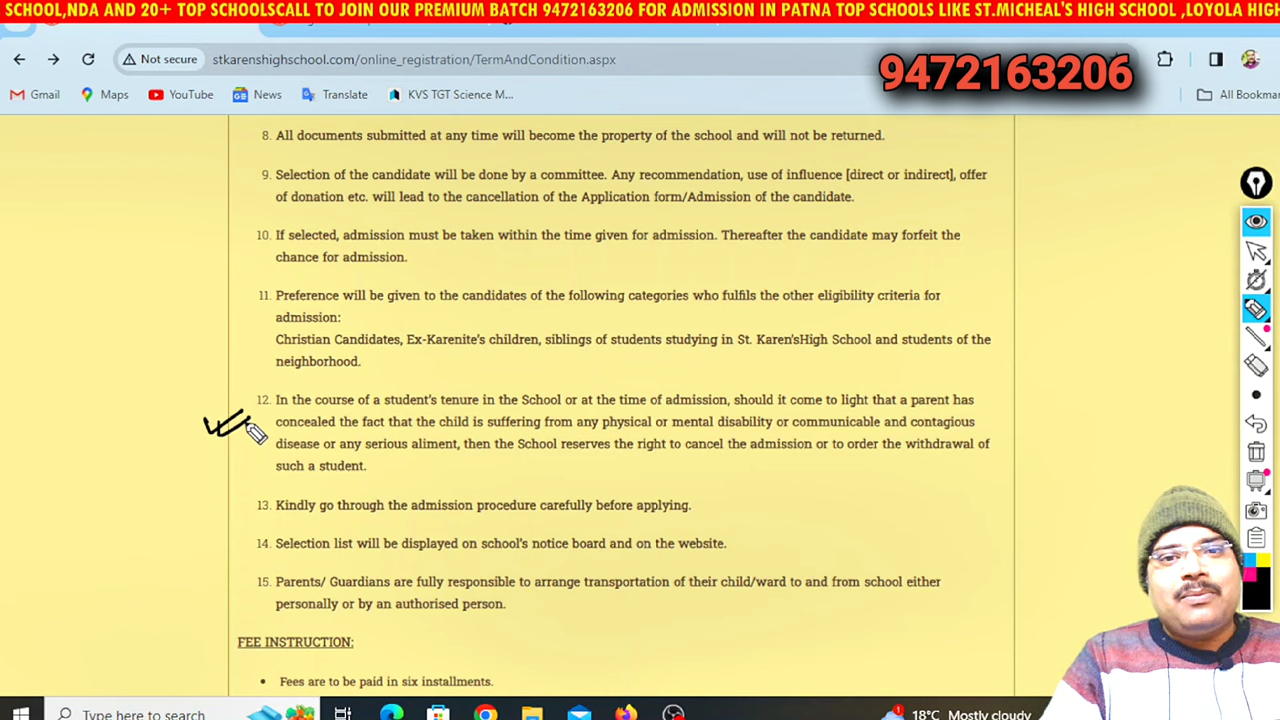 SCHOOL,NDA AND 20+ TOP SCHOOLSCALL TO JOIN OUR PREMIUM BATCH 9472163206 FOR ADMISSION IN PATNA TOP SCHOOLS LIKE ST.MICHEAL'S HIGH SCHOOL ,LOYOLA HIGH
Not secure
stkarenshighschool.com/online_registration/TermAndCondition.aspx
9472163206
Gmail Maps YouTube News Translate KVS TGT Science M... All Bookmar
8. All documents submitted at any time will become the property of the school and will not be returned.
9. Selection of the candidate will be done by a committee. Any recommendation, use of influence [direct or indirect], offer
of donation etc. will lead to the cancellation of the Application form/Admission of the candidate.
10. If selected, admission must be taken within the time given for admission. Thereafter the candidate may forfeit the
chance for admission.
11. Preference will be given to the candidates of the following categories who fulfils the other eligibility criteria for
admission:
Christian Candidates, Ex-Karenite's children, siblings of students studying in St. Karen'sHigh School and students of the
neighborhood.
12. In the course of a student's tenure in the School or at the time of admission, should it come to light that a parent has
concealed the fact that the child is suffering from any physical or mental disability or communicable and contagious
disease or any serious aliment, then the School reserves the right to cancel the admission or to order the withdrawal of
such a student.
13. Kindly go through the admission procedure carefully before applying.
14. Selection list will be displayed on school's notice board and on the website.
15. Parents/ Guardians are fully responsible to arrange transportation of their child/ward to and from school either
personally or by an authorised person.
FEE INSTRUCTION:
• Fees are to be paid in six installments.
Type here to search
1
18°C Mostly cloudy